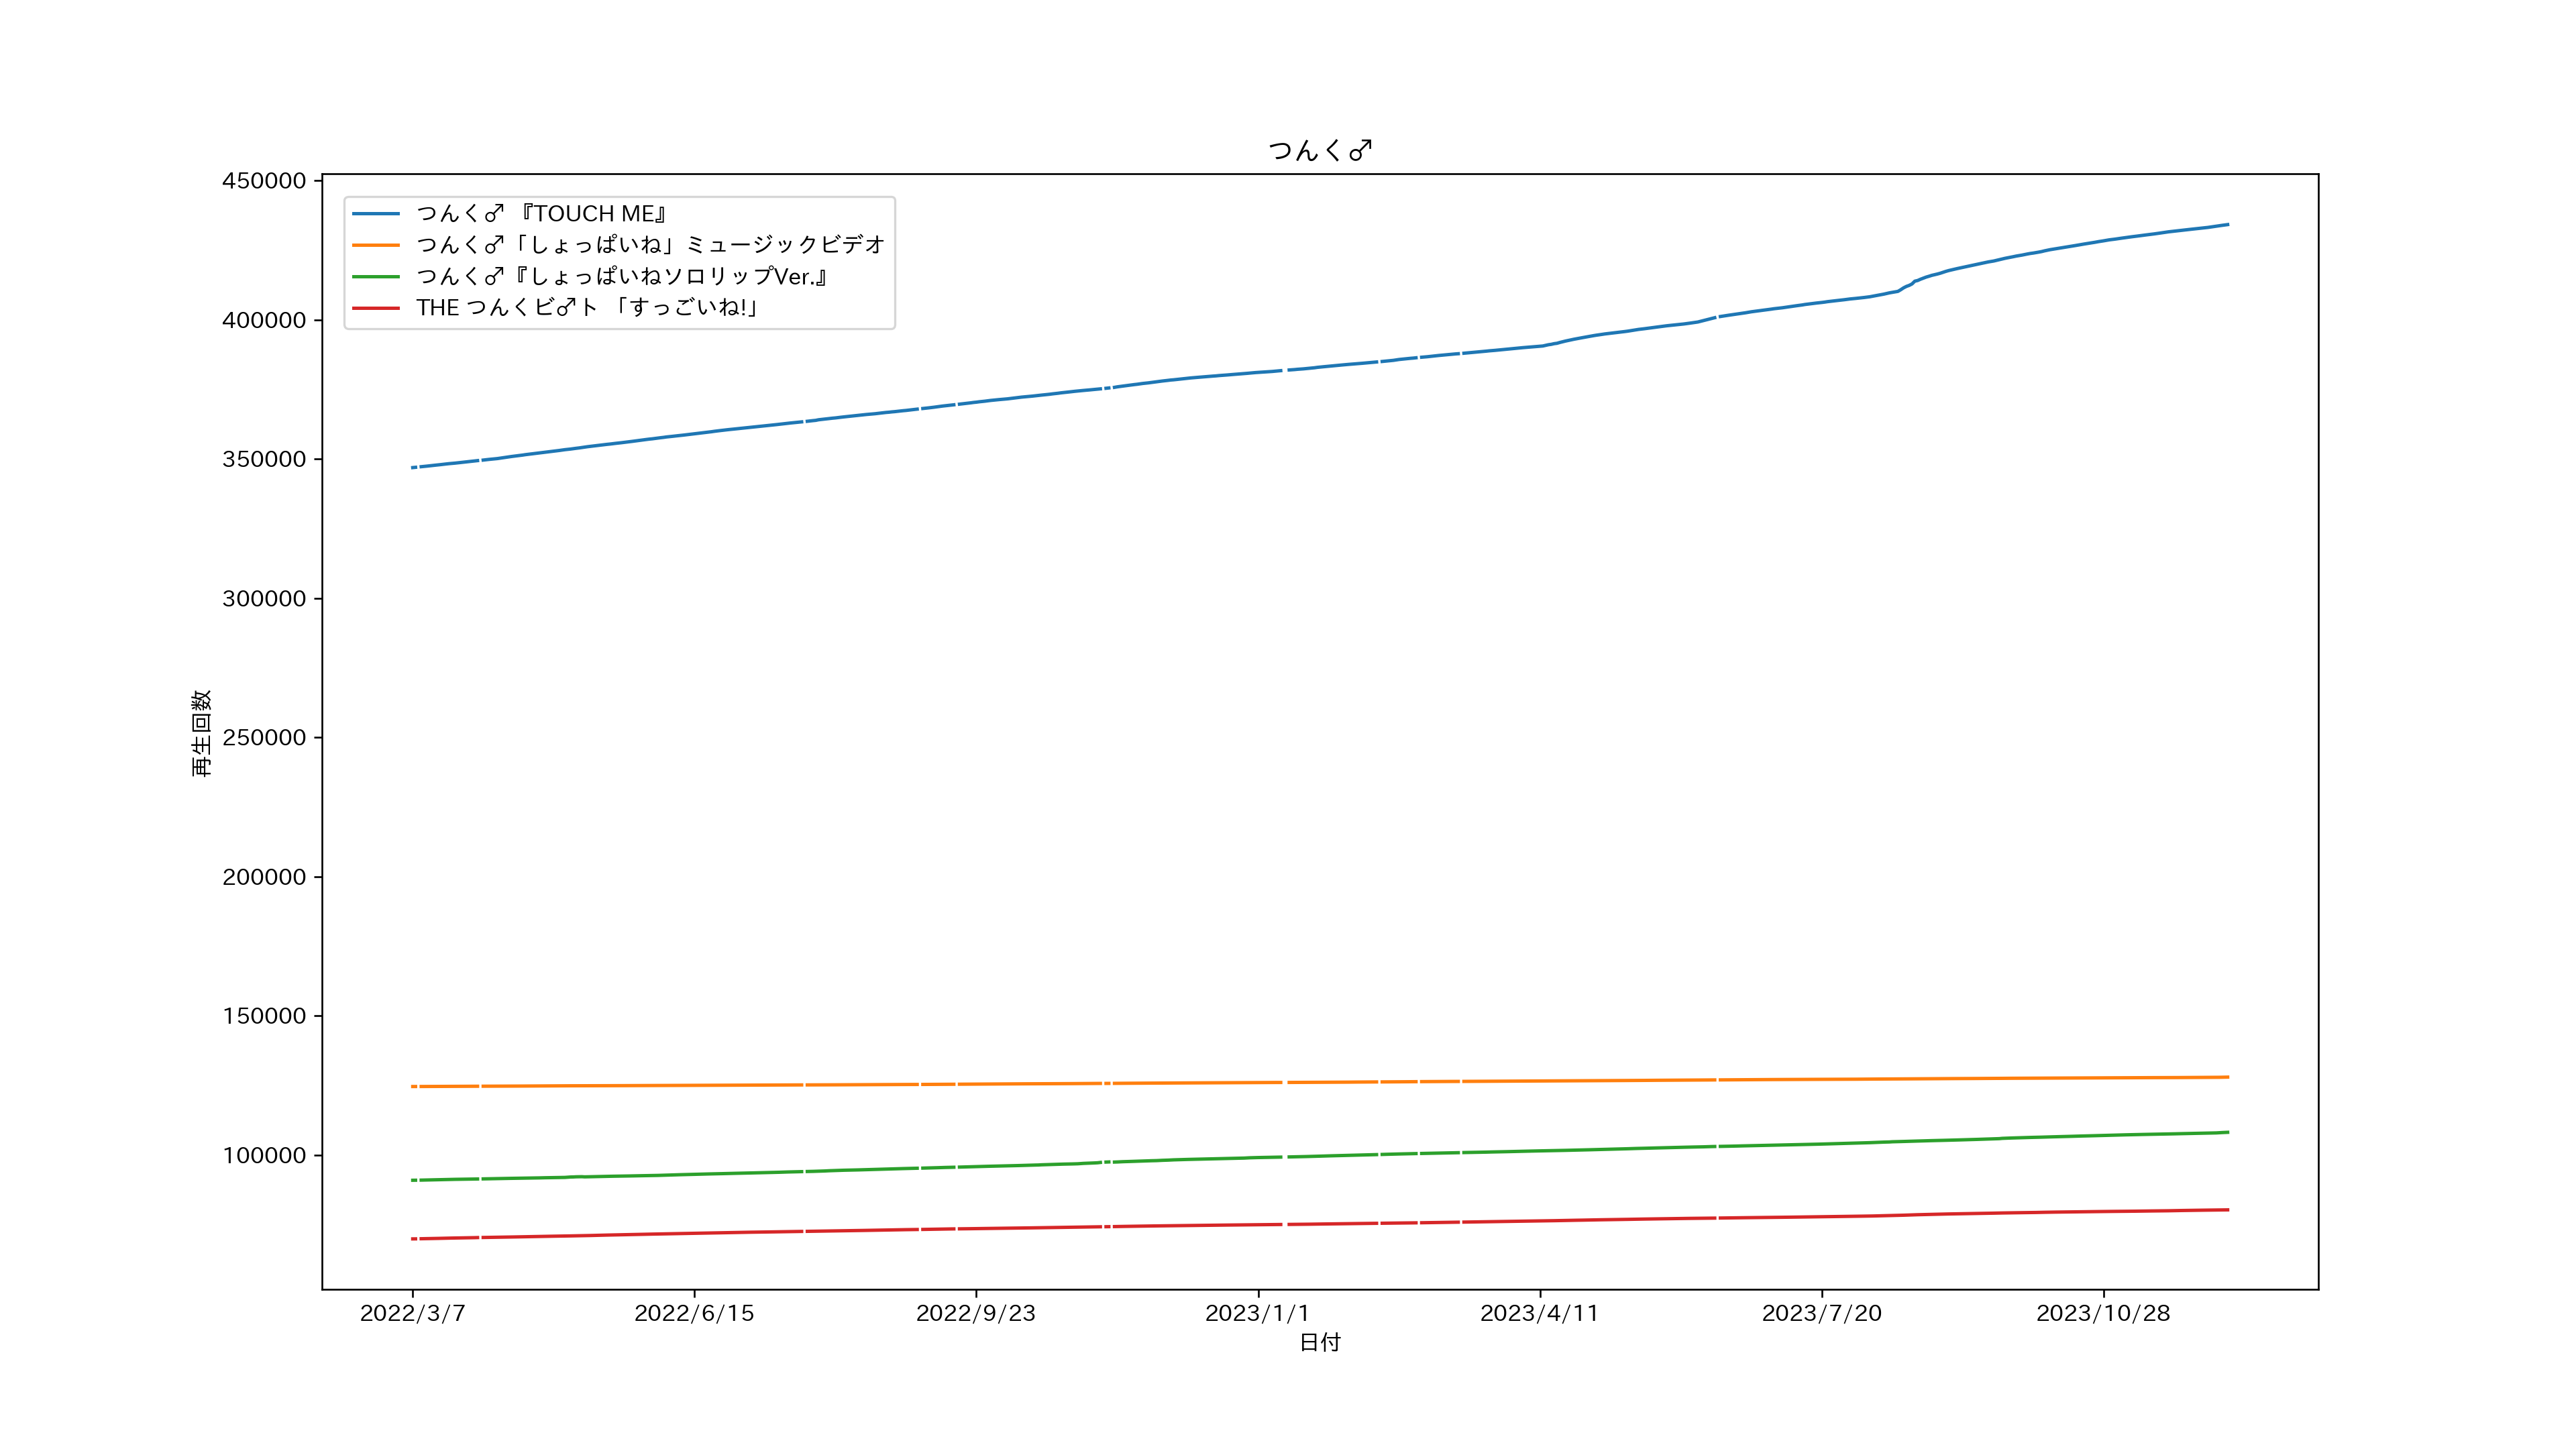 つんく♂
450000
400000
350000
300000
250000
200000
150000
100000
再生回数
つんく♂ 『TOUCH ME』
つんく♂「しょっぱいね」ミュージックビデオ
つんく♂『しょっぱいねソロリップVer.』
THE つんくビ♂ト 「すっごいね!」
2022/3/7 2022/6/15 2022/9/23 2023/1/1 2023/4/11 2023/7/20 2023/10/28
日付